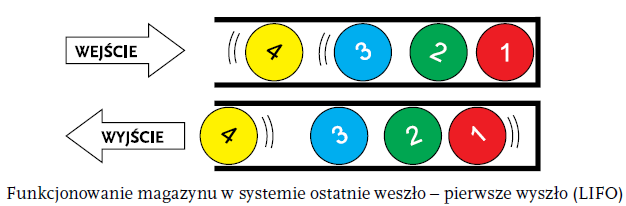 WEJŚCIE 4 3 2 1
WYJŚCIE 4 3 2 1
Funkcjonowanie magazynu w systemie ostatnie weszło – pierwsze wyszło (LIFO)